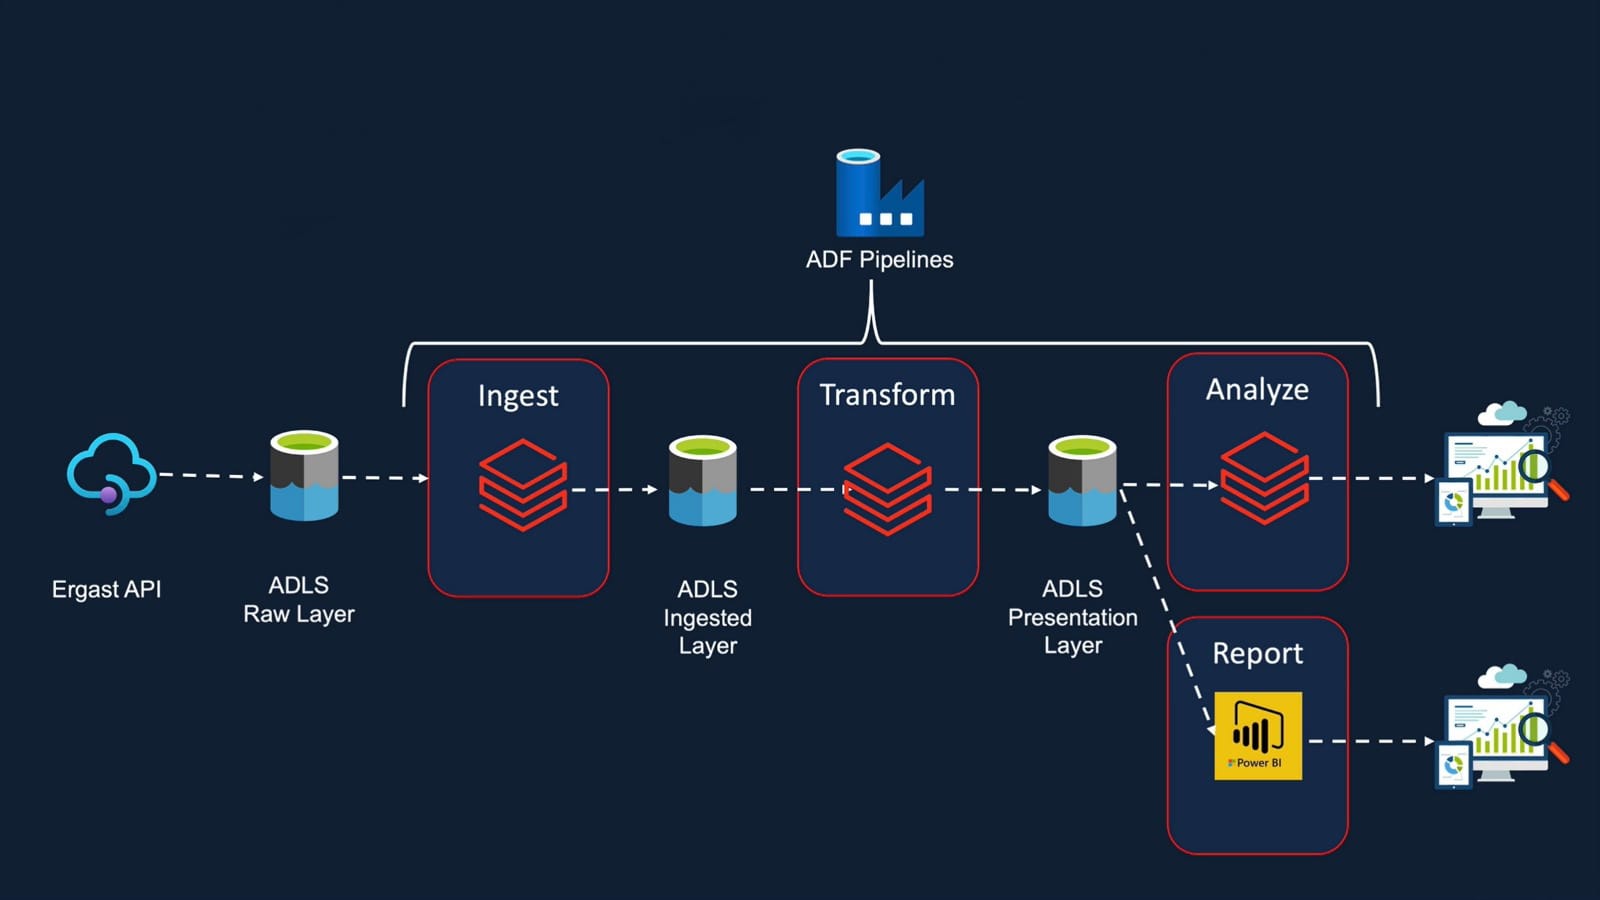 ADF Pipelines
Ingest
Transform
Analyze
Ergast API
ADLS
Raw Layer
ADLS
Ingested
Layer
ADLS
Presentation
Layer
Report
Power BI